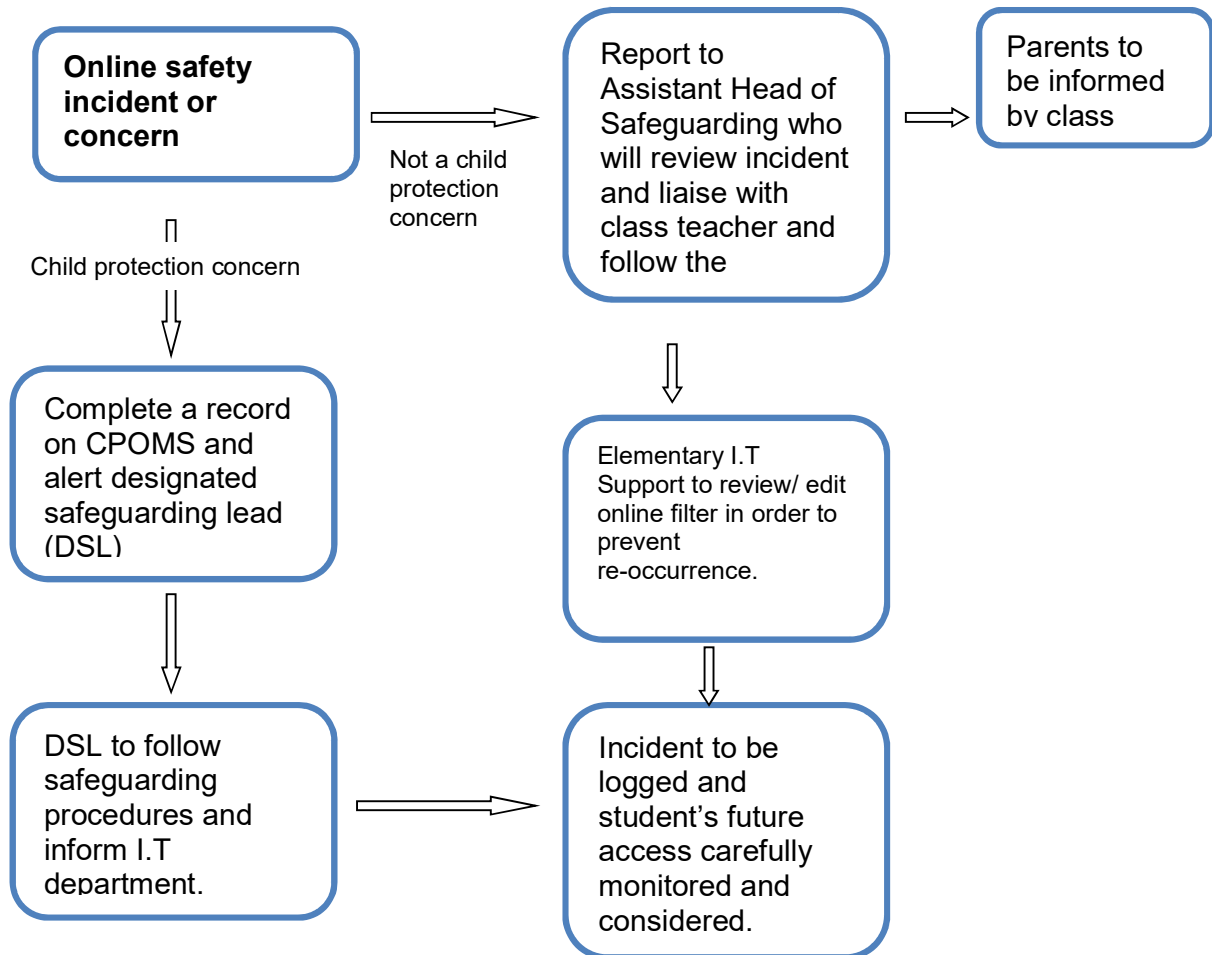 Online safety
incident or
concern
Not a child
protection
concern
Report to
Assistant Head of
Safeguarding who
will review incident
and liaise with
class teacher and
follow the
Parents to
be informed
by class
Child protection concern
Complete a record
on CPOMS and
alert designated
safeguarding lead
(DSL)
Elementary I.T
Support to review/ edit
online filter in order to
prevent
re-occurrence.
DSL to follow
safeguarding
procedures and
inform I.T
department.
Incident to be
logged and
student’s future
access carefully
monitored and
considered.